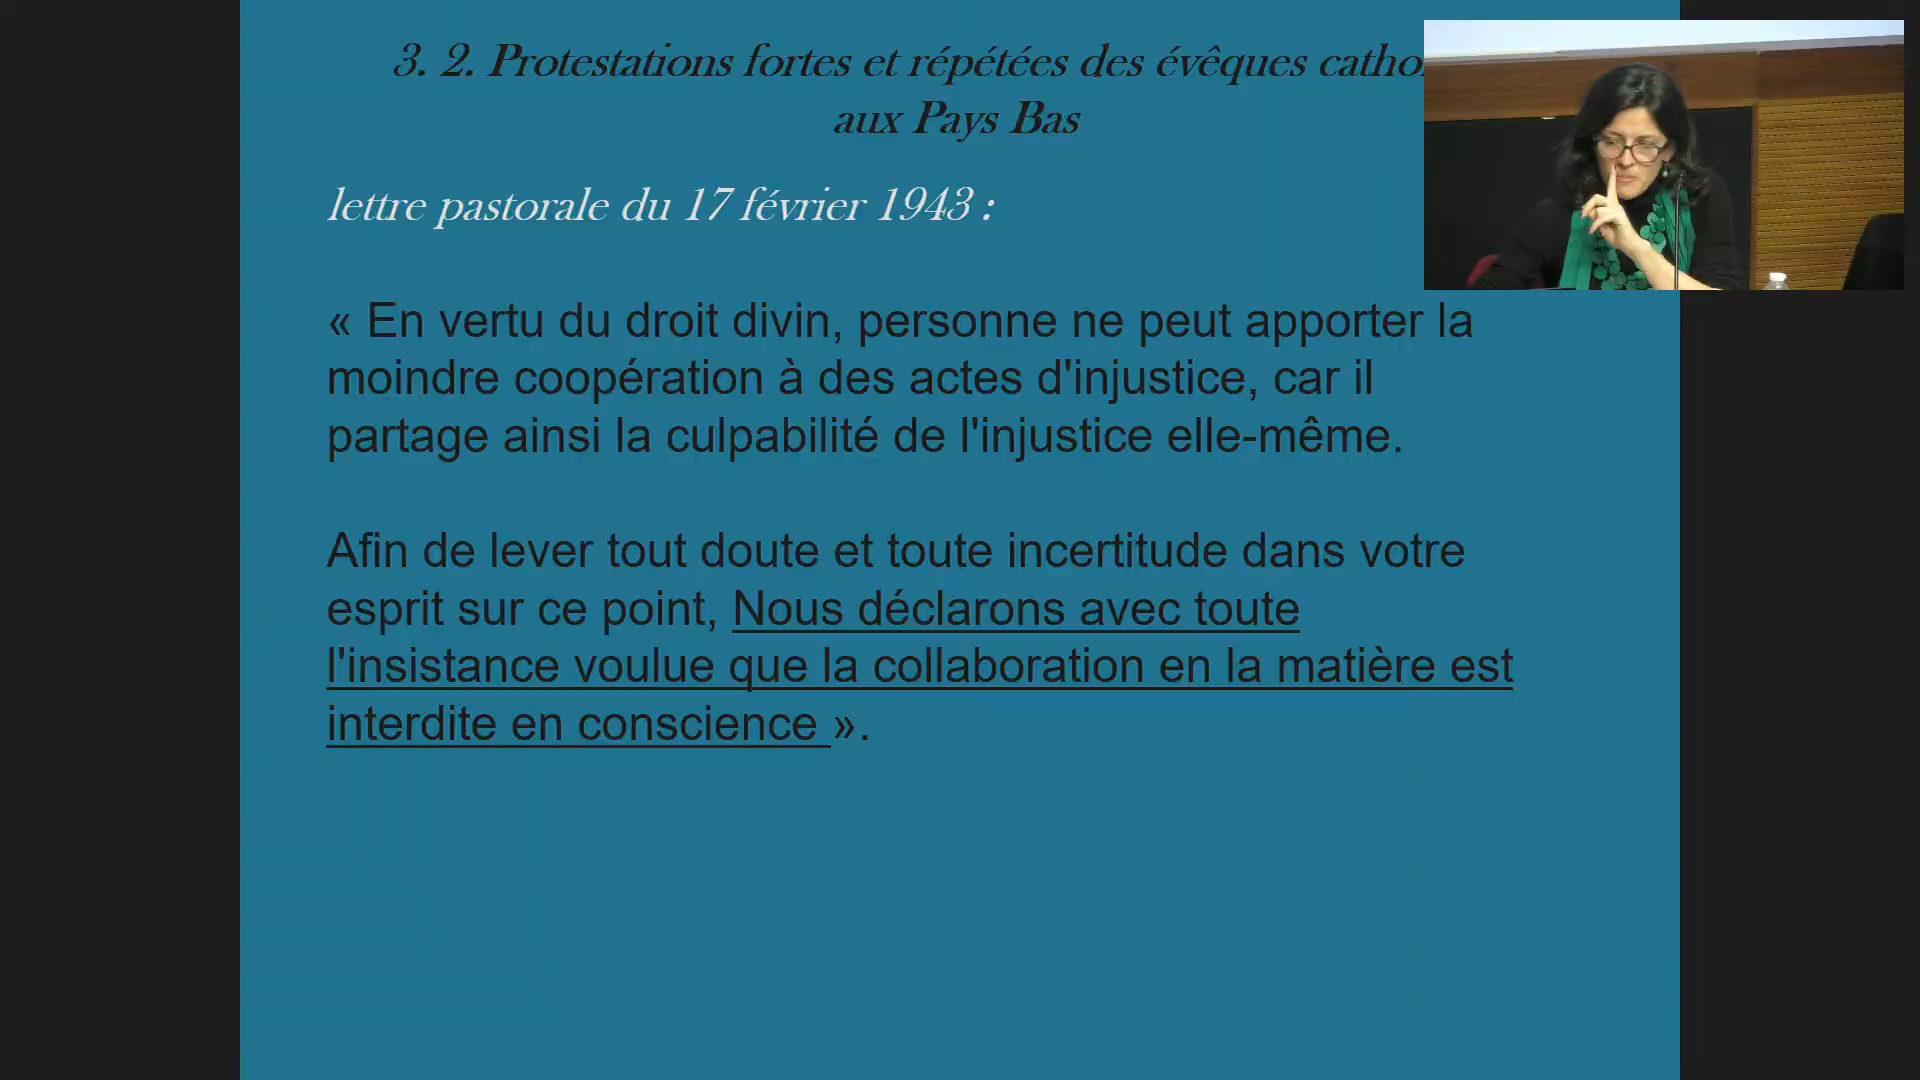 3. 2. Protestations fortes et répétées des évêques
aux Pays Bas
lettre pastorale du 17 février 1943 :
« En vertu du droit divin, personne ne peut apporter la
moindre coopération à des actes d'injustice, car il
partage ainsi la culpabilité de l'injustice elle-même.
Afin de lever tout doute et toute incertitude dans votre
esprit sur ce point, Nous déclarons avec toute
l'insistance voulue que la collaboration en la matière est
interdite en conscience ».